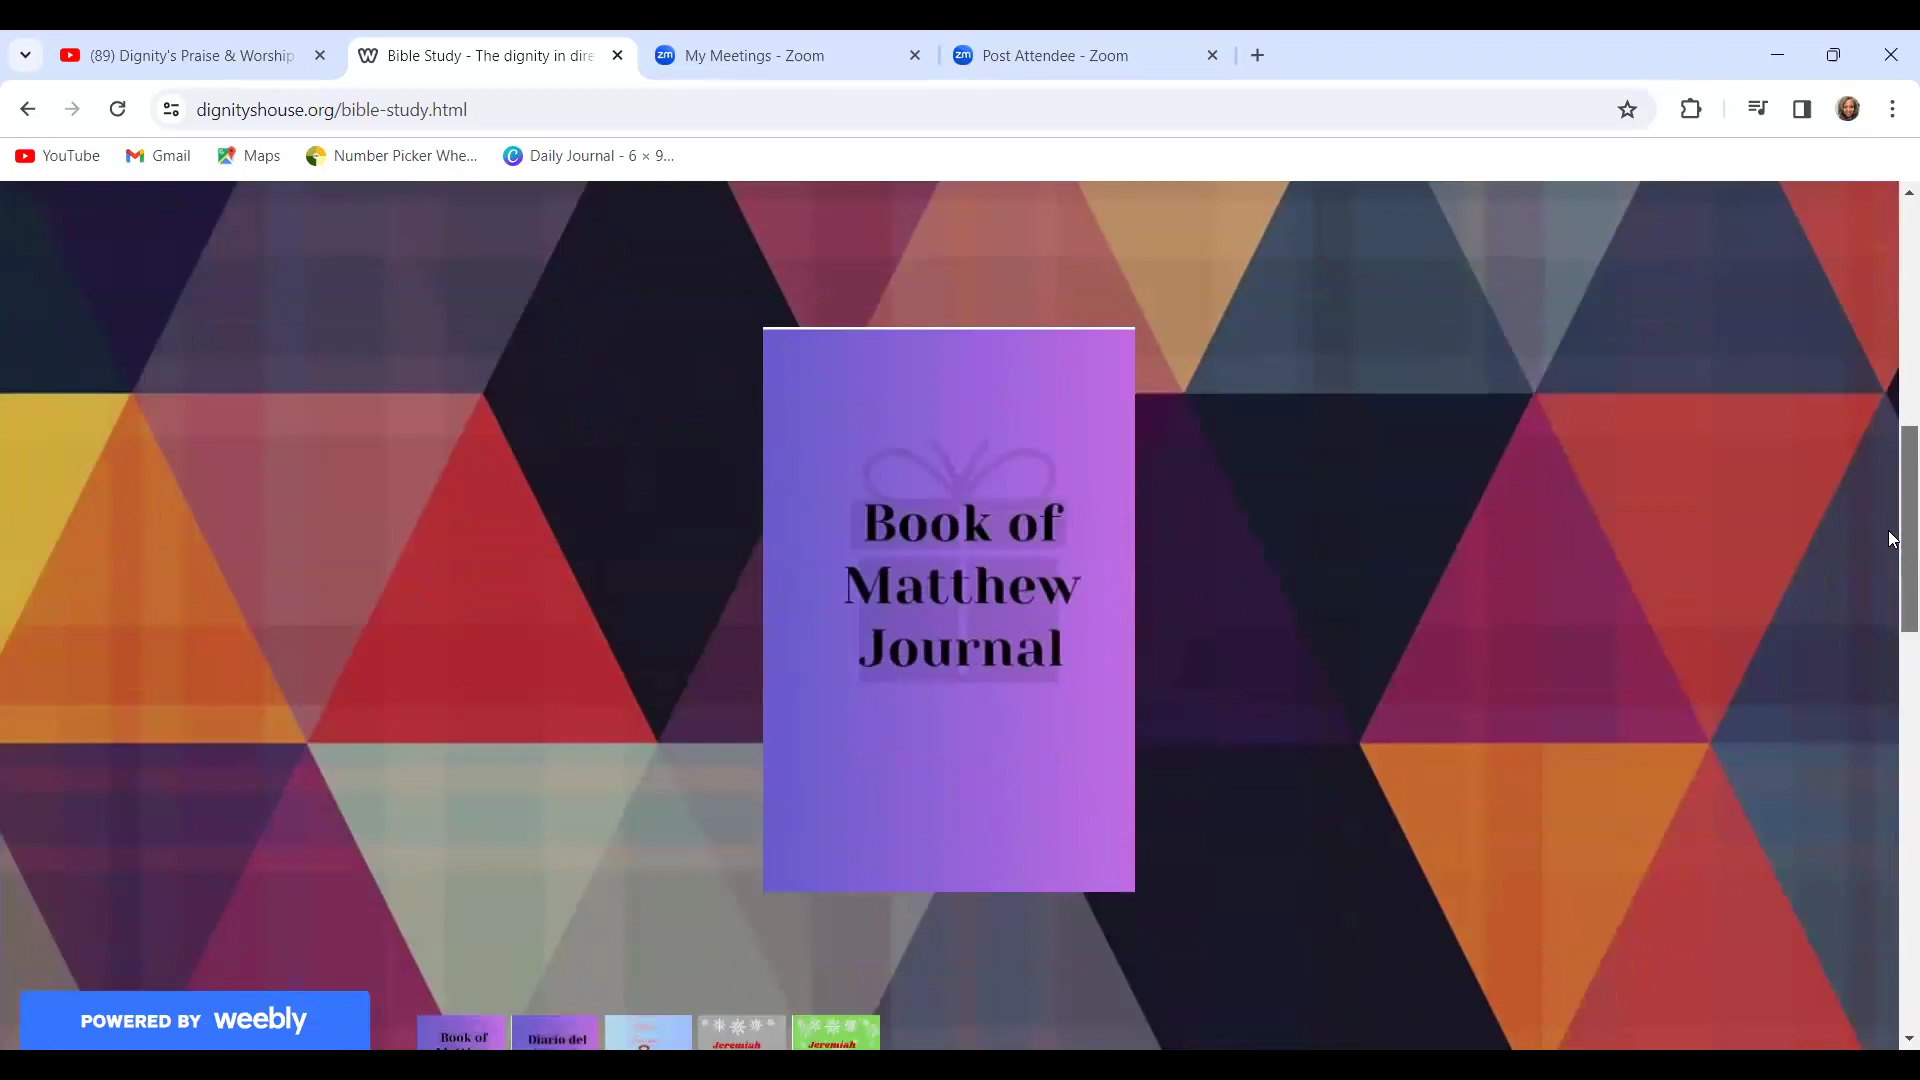 (89) Dignity's Praise & Worship
Bible Study - The dignity in dire
My Meetings - Zoom
Post Attendee - Zoom
dignityshouse.org/bible-study.html
YouTube
Gmail
Maps
Number Picker Whe...
Daily Journal - 6 × 9...
Book of
Matthew
Journal
POWERED BY weebly
Book of
Diario del
Jeremiah
Jeremiah